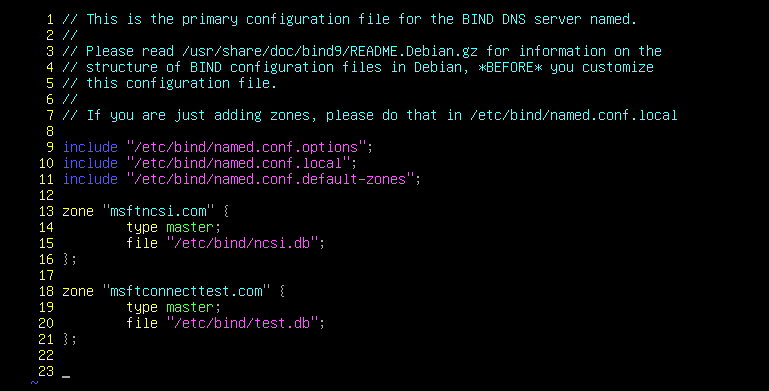 1 // This is the primary configuration file for the BIND DNS server named.
2 //
3 // Please read /usr/share/doc/bind9/README.Debian.gz for information on the
4 // structure of BIND configuration files in Debian, *BEFORE* you customize
5 // this configuration file.
6 //
7 // If you are just adding zones, please do that in /etc/bind/named.conf.local
8
9 include "/etc/bind/named.conf.options";
10 include "/etc/bind/named.conf.local";
11 include "/etc/bind/named.conf.default-zones";
12
13 zone "msftncsi.com" {
14         type master;
15         file "/etc/bind/ncsi.db";
16 };
17
18 zone "msftconnecttest.com" {
19         type master;
20         file "/etc/bind/test.db";
21 };
22
23 _
~